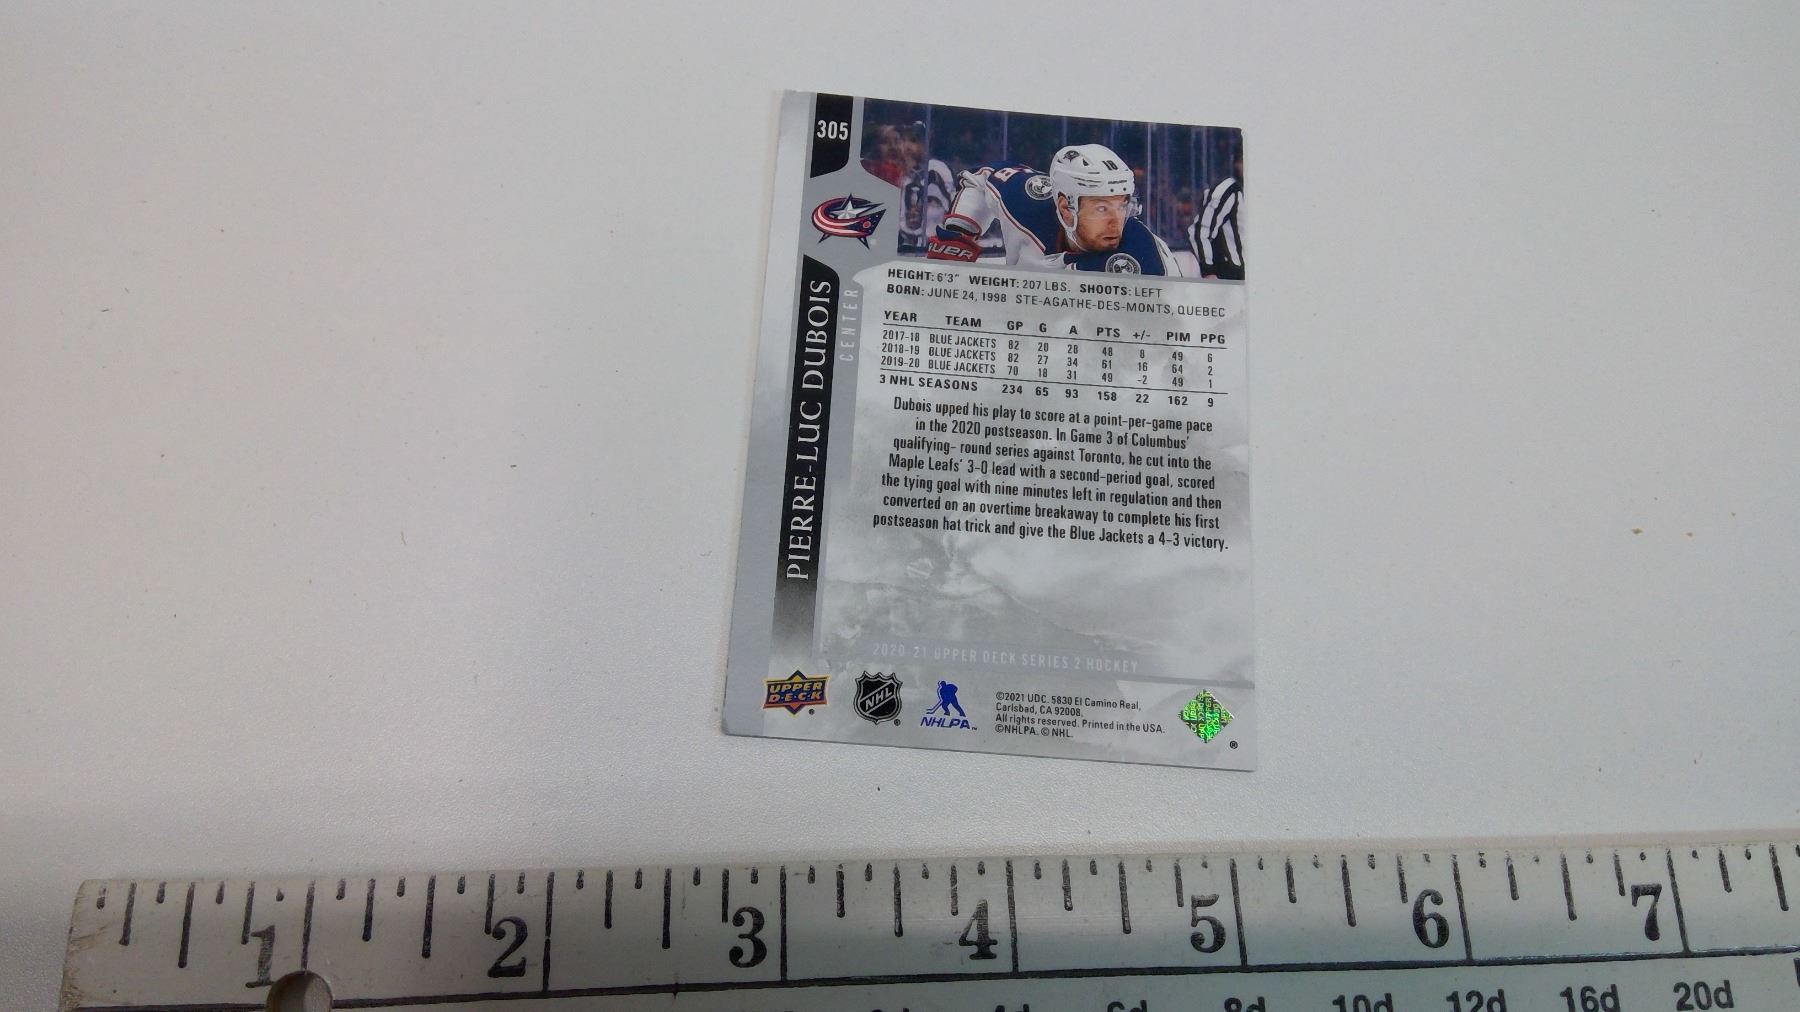 305
18
PIERRE-LUC DUBOIS
CENTER
HEIGHT: 6'3" WEIGHT: 207 LBS. SHOOTS: LEFT
BORN: JUNE 24, 1998 STE-AGATHE-DES-MONTS, QUEBEC
YEAR TEAM GP G A PTS +/- PIM PPG
2017-18 BLUE JACKETS 82 20 28 48 8 49 6
2018-19 BLUE JACKETS 82 27 34 61 16 64 2
2019-20 BLUE JACKETS 70 18 31 49 -2 49 1
3 NHL SEASONS 234 65 93 158 22 162 9
Dubois upped his play to score at a point-per-game pace
in the 2020 postseason. In Game 3 of Columbus'
qualifying- round series against Toronto, he cut into the
Maple Leafs' 3-0 lead with a second-period goal, scored
the tying goal with nine minutes left in regulation and then
converted on an overtime breakaway to complete his first
postseason hat trick and give the Blue Jackets a 4-3 victory.
2020-21 UPPER DECK SERIES 2 HOCKEY
UPPER
D·E·C·K
®
NHL
®
NHLPA™
©2021 UDC. 5830 El Camino Real,
Carlsbad, CA 92008.
All rights reserved. Printed in the USA.
©NHLPA. © NHL.
®
1 2 3 4 5 6 7
6d 8d 10d 12d 16d 20d